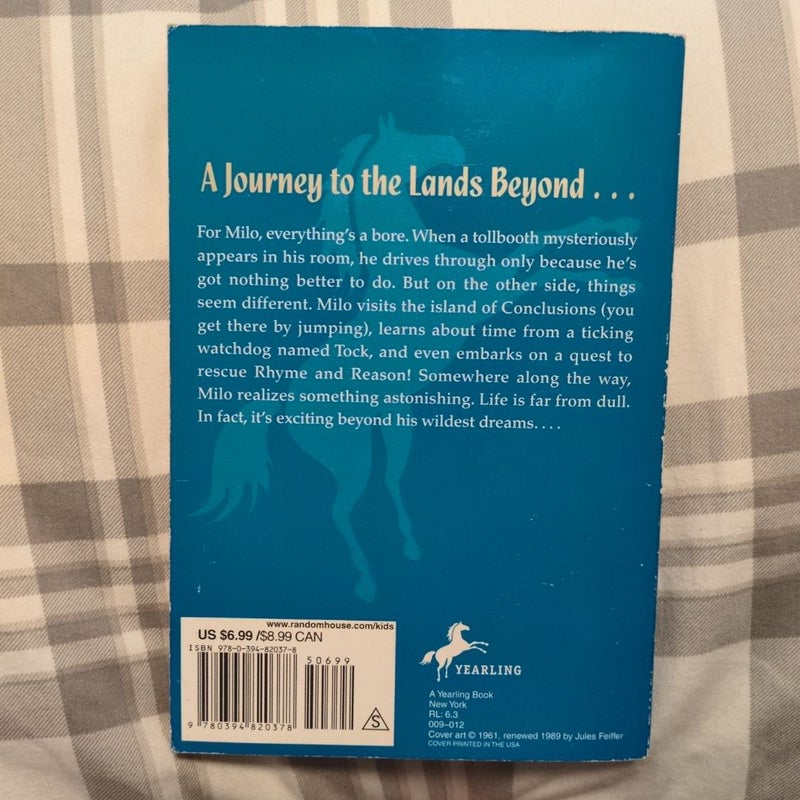 A Journey to the Lands Beyond . . .
For Milo, everything's a bore. When a tollbooth mysteriously
appears in his room, he drives through only because he's
got nothing better to do. But on the other side, things
seem different. Milo visits the island of Conclusions (you
get there by jumping), learns about time from a ticking
watchdog named Tock, and even embarks on a quest to
rescue Rhyme and Reason! Somewhere along the way,
Milo realizes something astonishing. Life is far from dull.
In fact, it's exciting beyond his wildest dreams. . . .
www.randomhouse.com/kids
US $6.99 /$8.99 CAN
ISBN 978-0-394-82037-8
50699
9 780394 820378
S
YEARLING
A Yearling Book
New York
RL: 6.3
009–012
Cover art © 1961, renewed 1989 by Jules Feiffer
COVER PRINTED IN THE USA